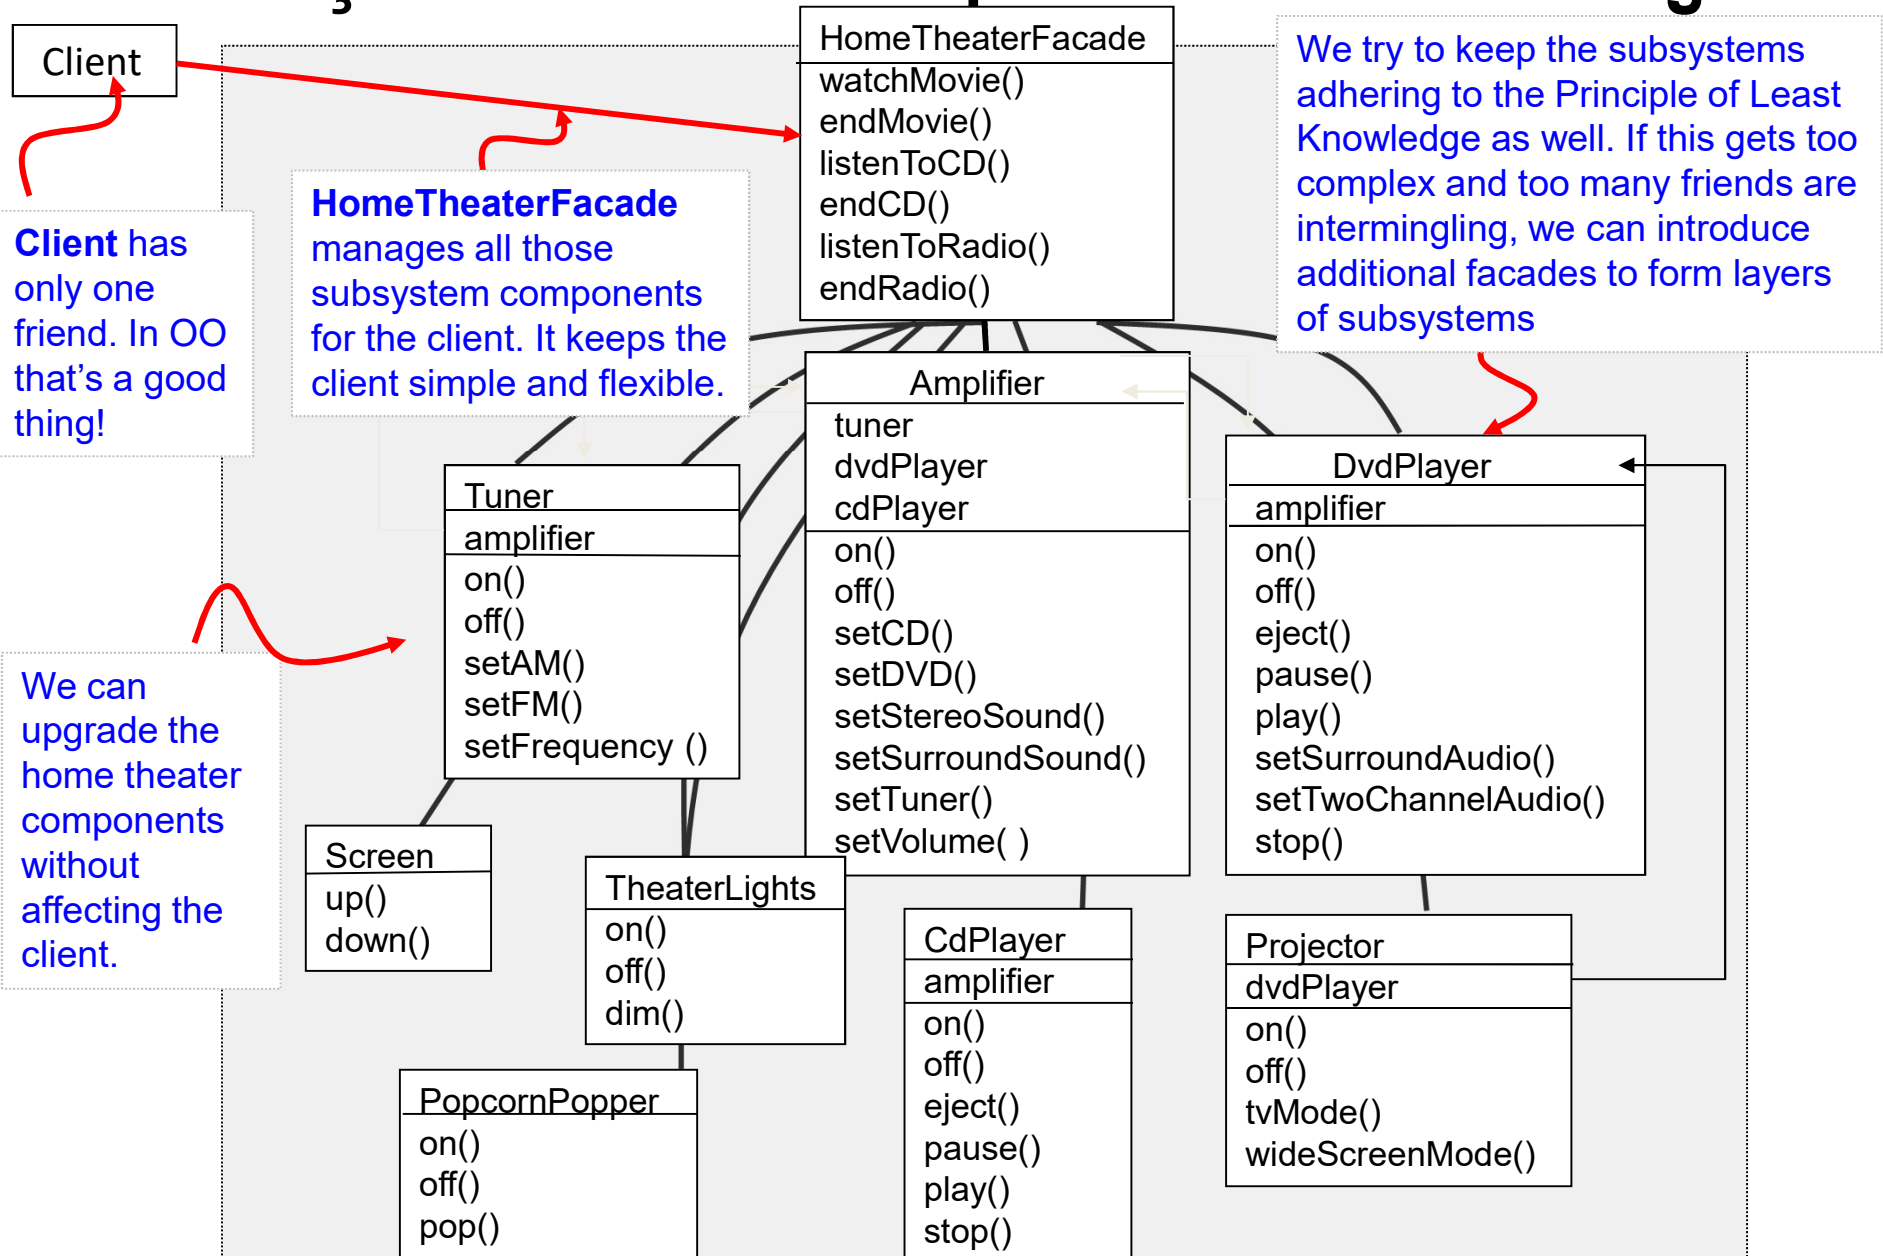 Client
HomeTheaterFacade
watchMovie()
endMovie()
listenToCD()
endCD()
listenToRadio()
endRadio()
We try to keep the subsystems
adhering to the Principle of Least
Knowledge as well. If this gets too
complex and too many friends are
intermingling, we can introduce
additional facades to form layers
of subsystems
Client has
only one
friend. In OO
that's a good
thing!
HomeTheaterFacade
manages all those
subsystem components
for the client. It keeps the
client simple and flexible.
Amplifier
tuner
dvdPlayer
cdPlayer
on()
off()
setCD()
setDVD()
setStereoSound()
setSurroundSound()
setTuner()
setVolume( )
DvdPlayer
amplifier
on()
off()
eject()
pause()
play()
setSurroundAudio()
setTwoChannelAudio()
stop()
Tuner
amplifier
on()
off()
setAM()
setFM()
setFrequency ()
We can
upgrade the
home theater
components
without
affecting the
client.
Screen
up()
down()
TheaterLights
on()
off()
dim()
CdPlayer
amplifier
on()
off()
eject()
pause()
play()
stop()
Projector
dvdPlayer
on()
off()
tvMode()
wideScreenMode()
PopcornPopper
on()
off()
pop()